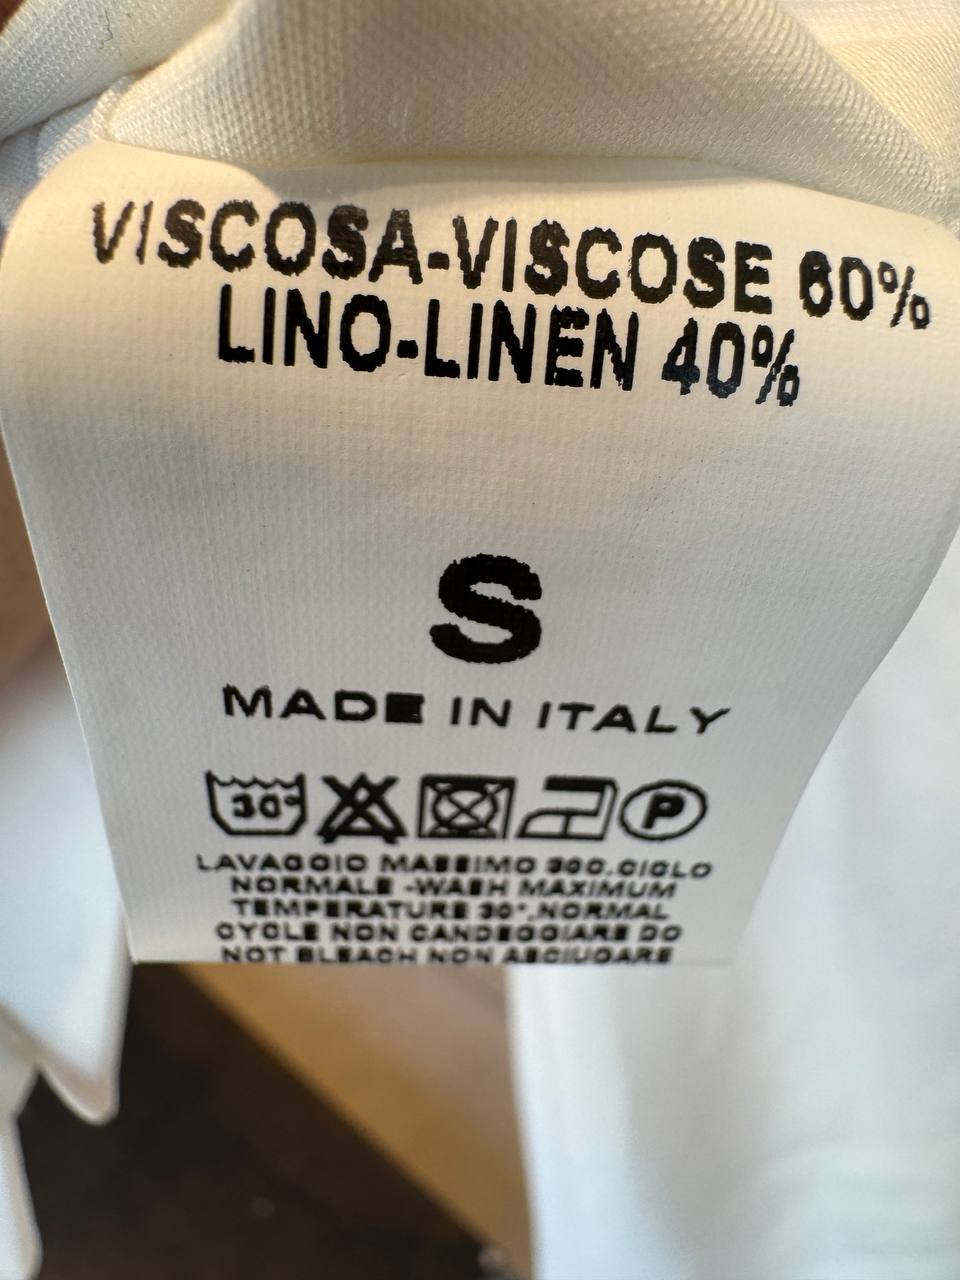 VISCOSA-VISCOSE 60%
LINO-LINEN 40%
S
MADE IN ITALY
30° P
LAVAGGIO MASSIMO 30C.CICLO
NORMALE -WASH MAXIMUM
TEMPERATURE 30°.NORMAL
CYCLE NON CANDEGGIARE DO
NOT BLEACH NON ASCIUGARE